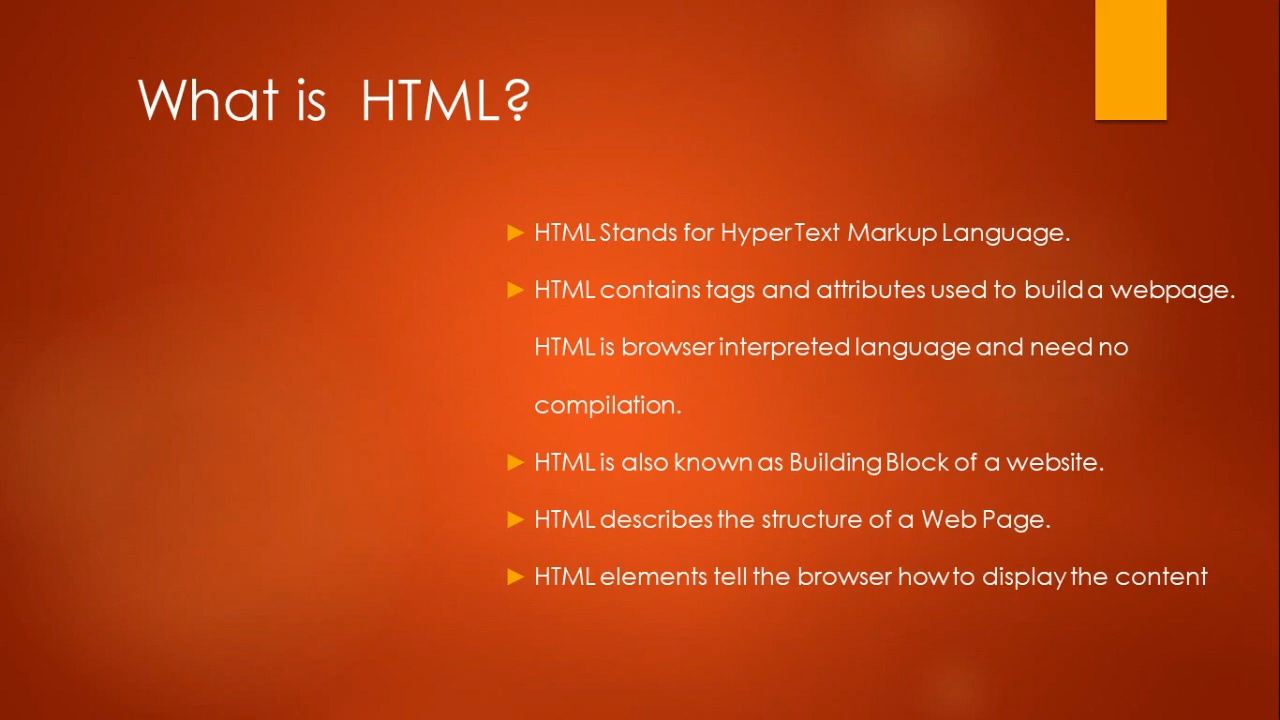 What is HTML?
HTML Stands for HyperText Markup Language.
HTML contains tags and attributes used to build a webpage.
HTML is browser interpreted language and need no
compilation.
HTML is also known as Building Block of a website.
HTML describes the structure of a Web Page.
HTML elements tell the browser how to display the content